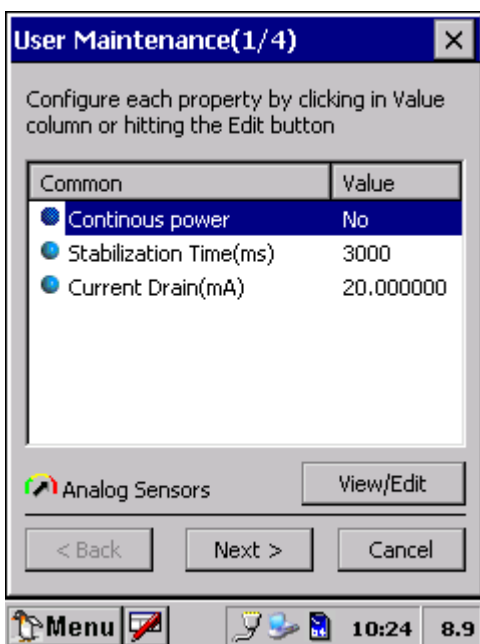 User Maintenance(1/4)
Configure each property by clicking in Value
column or hitting the Edit button
Common Value
Continous power No
Stabilization Time(ms) 3000
Current Drain(mA) 20.000000
Analog Sensors View/Edit
< Back Next > Cancel
Menu 10:24 8.9